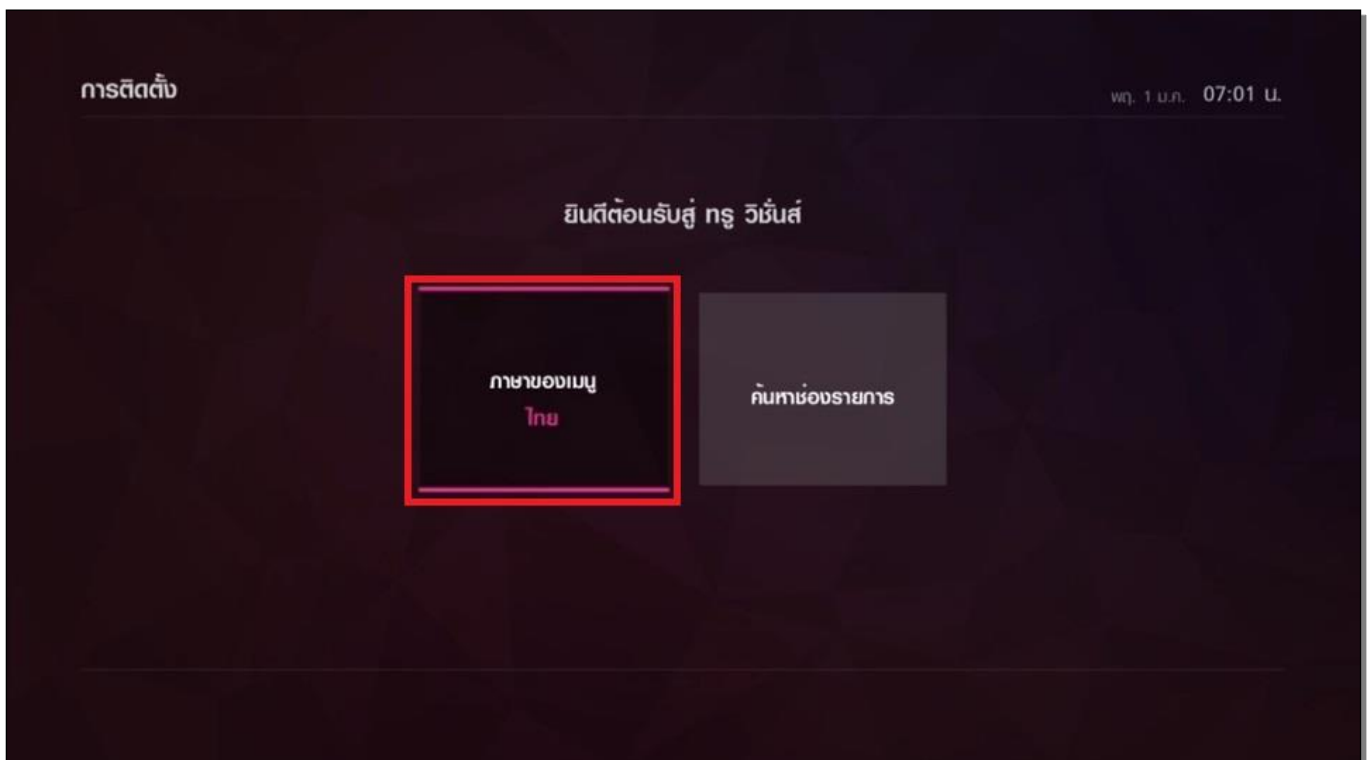 การติดตั้ง
พฤ. 1 ม.ค. 07:01 น.
ยินดีต้อนรับสู่ ทรู วิชั่นส์
ภาษาของเมนู
ไทย
ค้นหาช่องรายการ